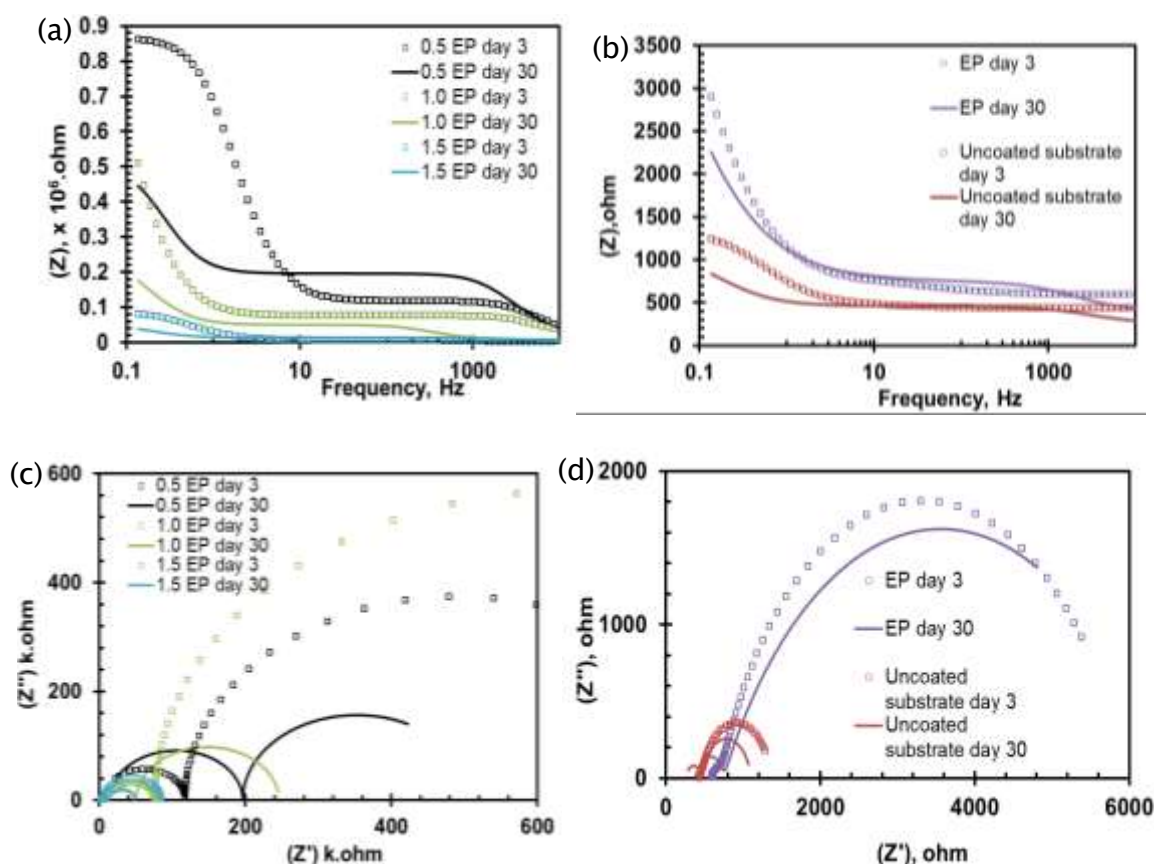 (a)
0.9
0.8
0.7
0.6
0.5
0.4
0.3
0.2
0.1
0
(Z), x 10⁶.ohm
0.5 EP day 3
0.5 EP day 30
1.0 EP day 3
1.0 EP day 30
1.5 EP day 3
1.5 EP day 30
0.1
10
1000
Frequency, Hz
(b)
3500
3000
2500
2000
1500
1000
500
0
(Z),ohm
EP day 3
EP day 30
Uncoated substrate
day 3
Uncoated substrate
day 30
0.1
10
1000
Frequency, Hz
(c)
600
400
200
0
(Z'') k.ohm
0.5 EP day 3
0.5 EP day 30
1.0 EP day 3
1.0 EP day 30
1.5 EP day 3
1.5 EP day 30
0
200
400
600
(Z') k.ohm
(d)
2000
1000
0
(Z''), ohm
EP day 3
EP day 30
Uncoated
substrate day 3
Uncoated
substrate day 30
0
2000
4000
6000
(Z'), ohm